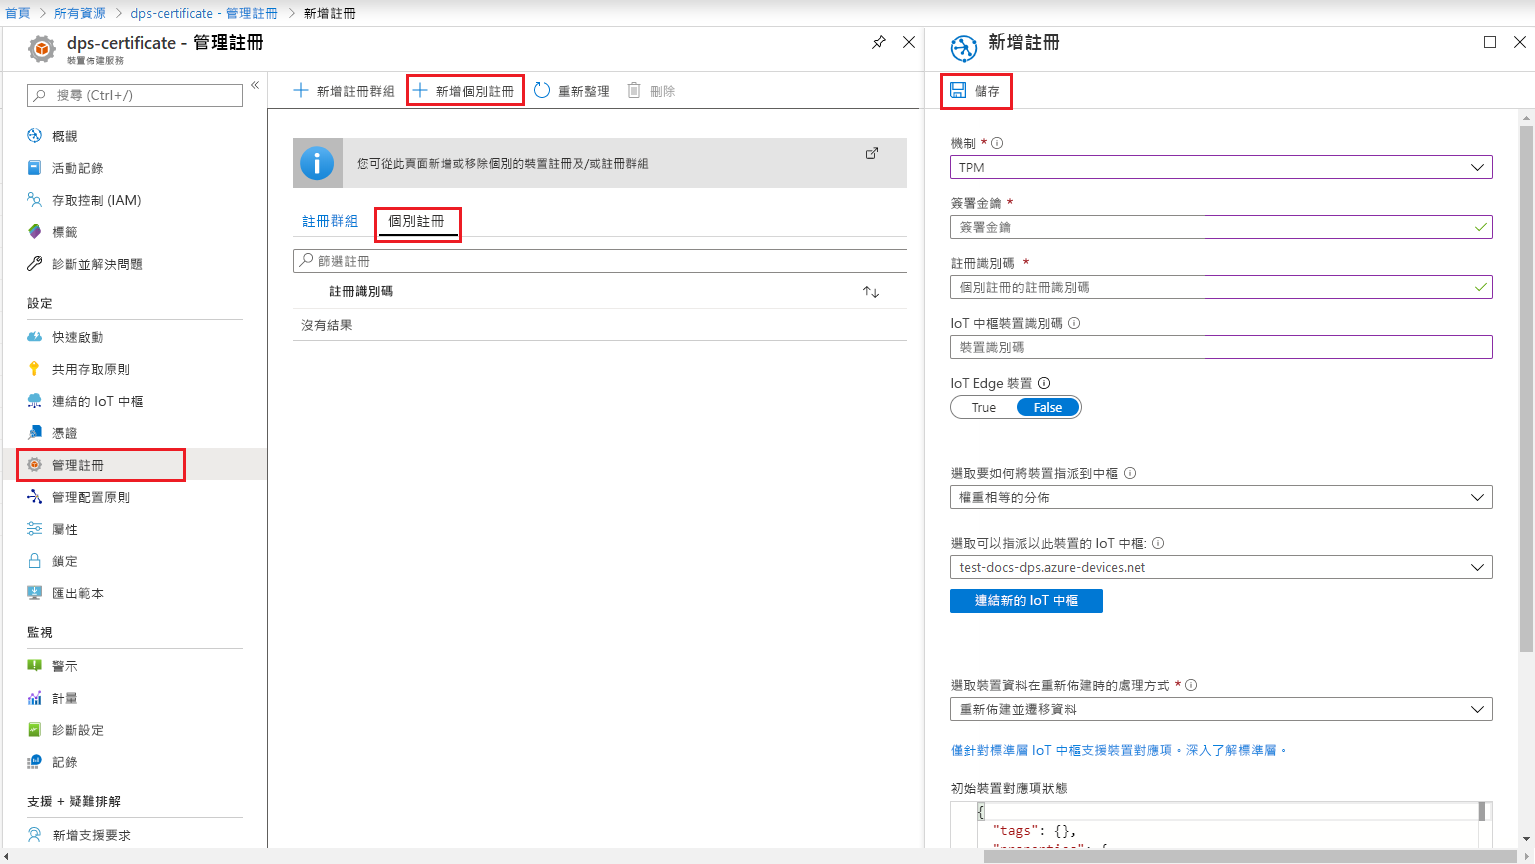 首頁 > 所有資源 > dps-certificate - 管理註冊 > 新增註冊
dps-certificate - 管理註冊
裝置佈建服務
搜尋 (Ctrl+/)
概觀
活動記錄
存取控制 (IAM)
標籤
診斷並解決問題
設定
快速啟動
共用存取原則
連結的 IoT 中樞
憑證
管理註冊
管理配置原則
屬性
鎖定
匯出範本
監視
警示
計量
診斷設定
記錄
支援 + 疑難排解
新增支援要求
新增註冊群組 新增個別註冊 重新整理 刪除
您可從此頁面新增或移除個別的裝置註冊及/或註冊群組
註冊群組 個別註冊
篩選註冊
註冊識別碼
沒有結果
新增註冊
儲存
機制 *
TPM
簽署金鑰 *
簽署金鑰
註冊識別碼 *
個別註冊的註冊識別碼
IoT 中樞裝置識別碼
裝置識別碼
IoT Edge 裝置
True False
選取要如何將裝置指派到中樞
權重相等的分佈
選取可以指派以此裝置的 IoT 中樞:
test-docs-dps.azure-devices.net
連結新的 IoT 中樞
選取裝置資料在重新佈建時的處理方式 *
重新佈建並遷移資料
僅針對標準層 IoT 中樞支援裝置對應項。深入了解標準層。
初始裝置對應項狀態
{
"tags": {},
"properties": {